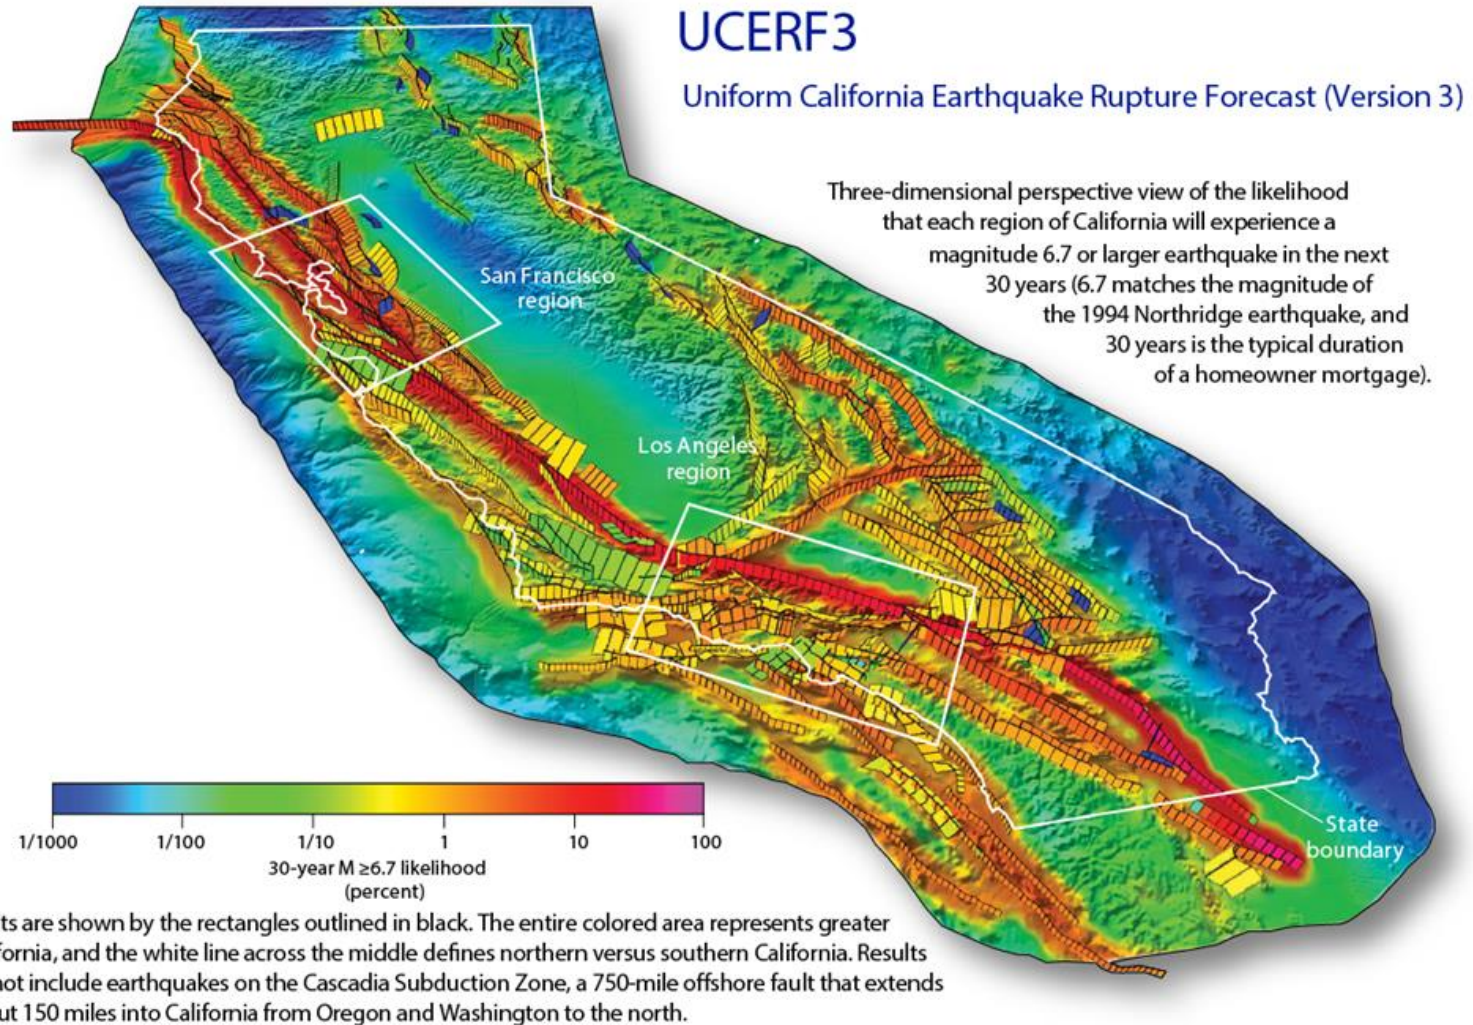 UCERF3
Uniform California Earthquake Rupture Forecast (Version 3)
Three-dimensional perspective view of the likelihood
that each region of California will experience a
magnitude 6.7 or larger earthquake in the next
30 years (6.7 matches the magnitude of
the 1994 Northridge earthquake, and
30 years is the typical duration
of a homeowner mortgage).
San Francisco
region
Los Angeles
region
State
boundary
1/1000 1/100 1/10 1 10 100
30-year M ≥6.7 likelihood
(percent)
ts are shown by the rectangles outlined in black. The entire colored area represents greater
fornia, and the white line across the middle defines northern versus southern California. Results
not include earthquakes on the Cascadia Subduction Zone, a 750-mile offshore fault that extends
ut 150 miles into California from Oregon and Washington to the north.